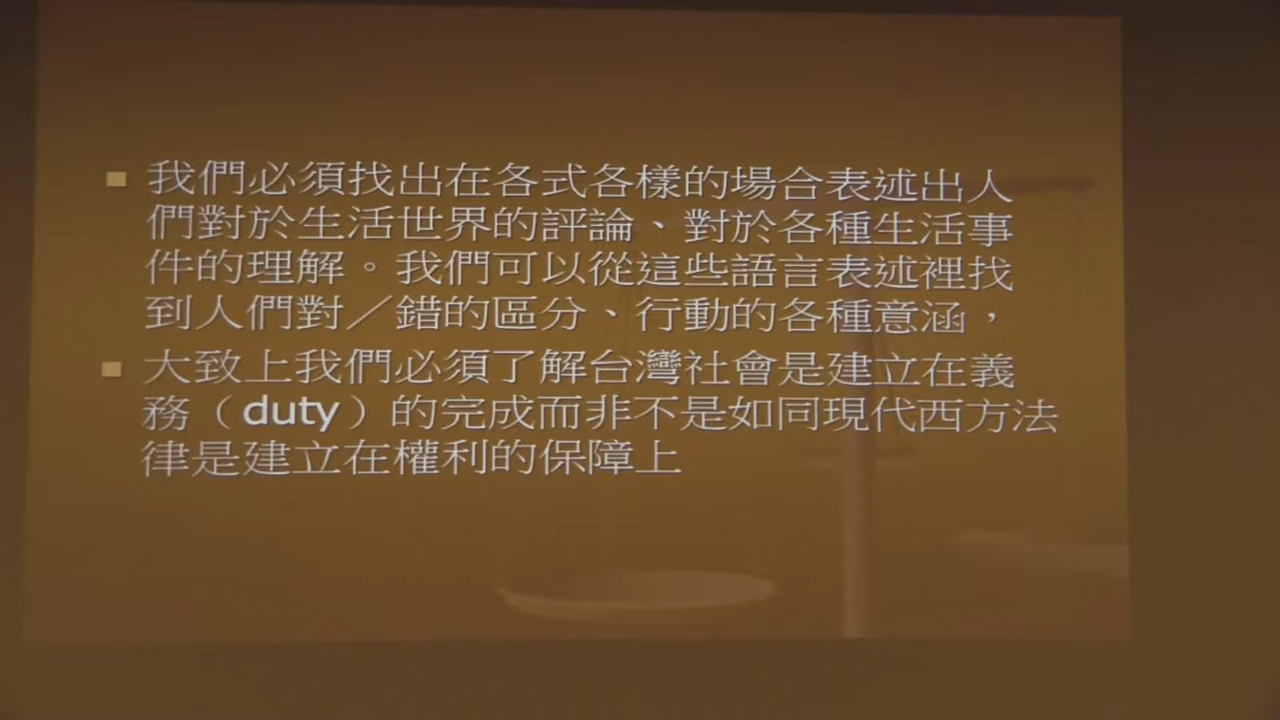 我們必須找出在各式各樣的場合表述出人
們對於生活世界的評論、對於各種生活事
件的理解。我們可以從這些語言表述裡找
到人們對／錯的區分、行動的各種意涵，
大致上我們必須了解台灣社會是建立在義
務（duty）的完成而非不是如同現代西方法
律是建立在權利的保障上